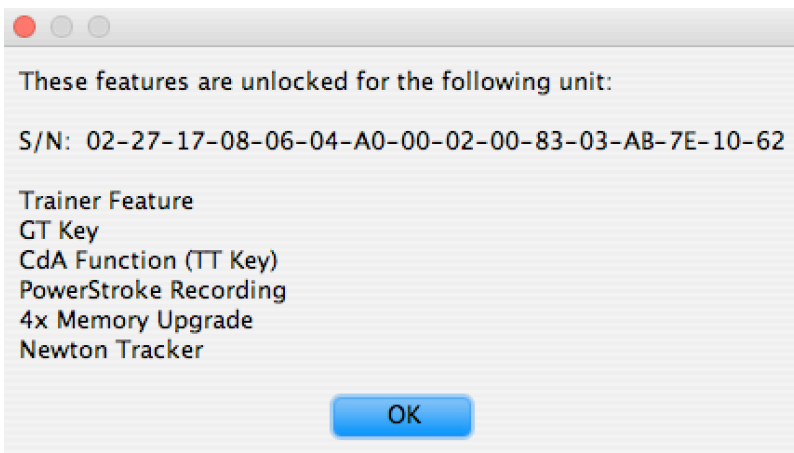 These features are unlocked for the following unit:
S/N: 02-27-17-08-06-04-A0-00-02-00-83-03-AB-7E-10-62
Trainer Feature
GT Key
CdA Function (TT Key)
PowerStroke Recording
4x Memory Upgrade
Newton Tracker
OK